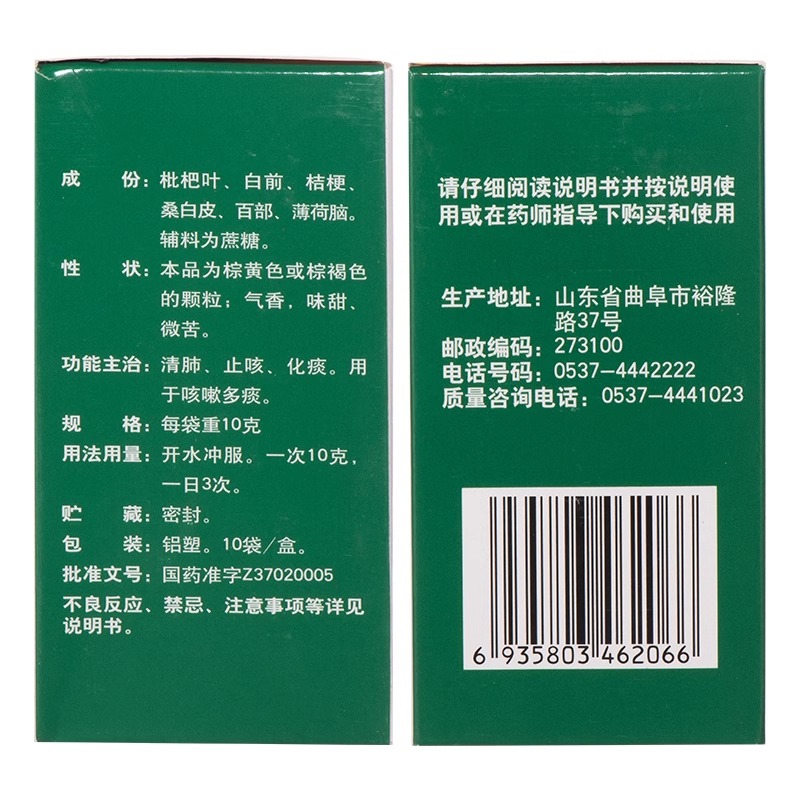 成 份：枇杷叶、白前、桔梗、
桑白皮、百部、薄荷脑。
辅料为蔗糖。
性 状：本品为棕黄色或棕褐色
的颗粒；气香，味甜、
微苦。
功能主治：清肺、止咳、化痰。用
于咳嗽多痰。
规 格：每袋重10克
用法用量：开水冲服。一次10克，
一日3次。
贮 藏：密封。
包 装：铝塑。10袋/盒。
批准文号：国药准字Z37020005
不良反应、禁忌、注意事项等详见
说明书。
请仔细阅读说明书并按说明使
用或在药师指导下购买和使用
生产地址：山东省曲阜市裕隆
路37号
邮政编码：273100
电话号码：0537-4442222
质量咨询电话：0537-4441023
6 935803 462066